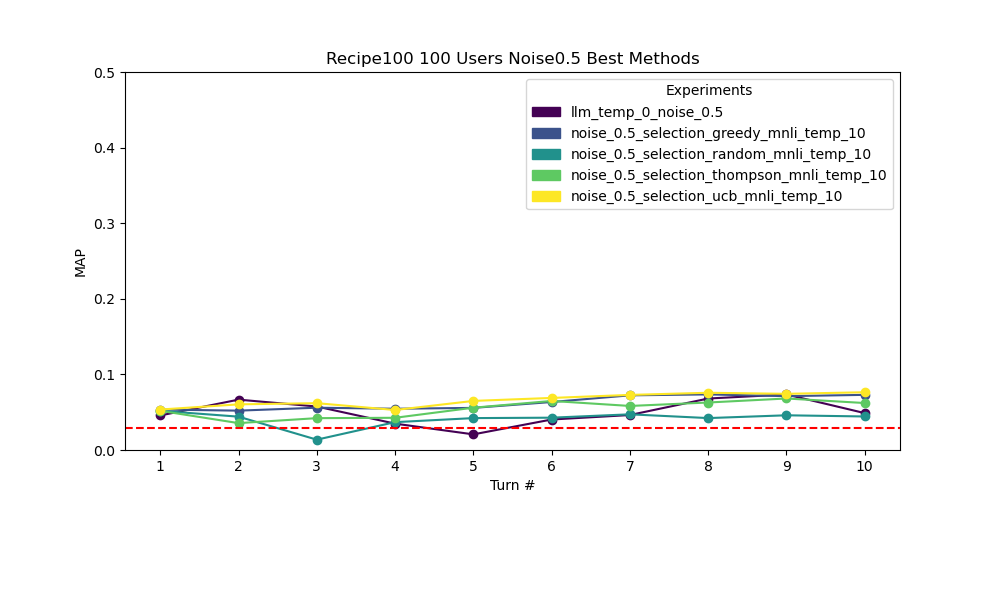 Recipe100 100 Users Noise0.5 Best Methods
Experiments
llm_temp_0_noise_0.5
noise_0.5_selection_greedy_mnli_temp_10
noise_0.5_selection_random_mnli_temp_10
noise_0.5_selection_thompson_mnli_temp_10
noise_0.5_selection_ucb_mnli_temp_10
MAP
0.5
0.4
0.3
0.2
0.1
0.0
1 2 3 4 5 6 7 8 9 10
Turn #